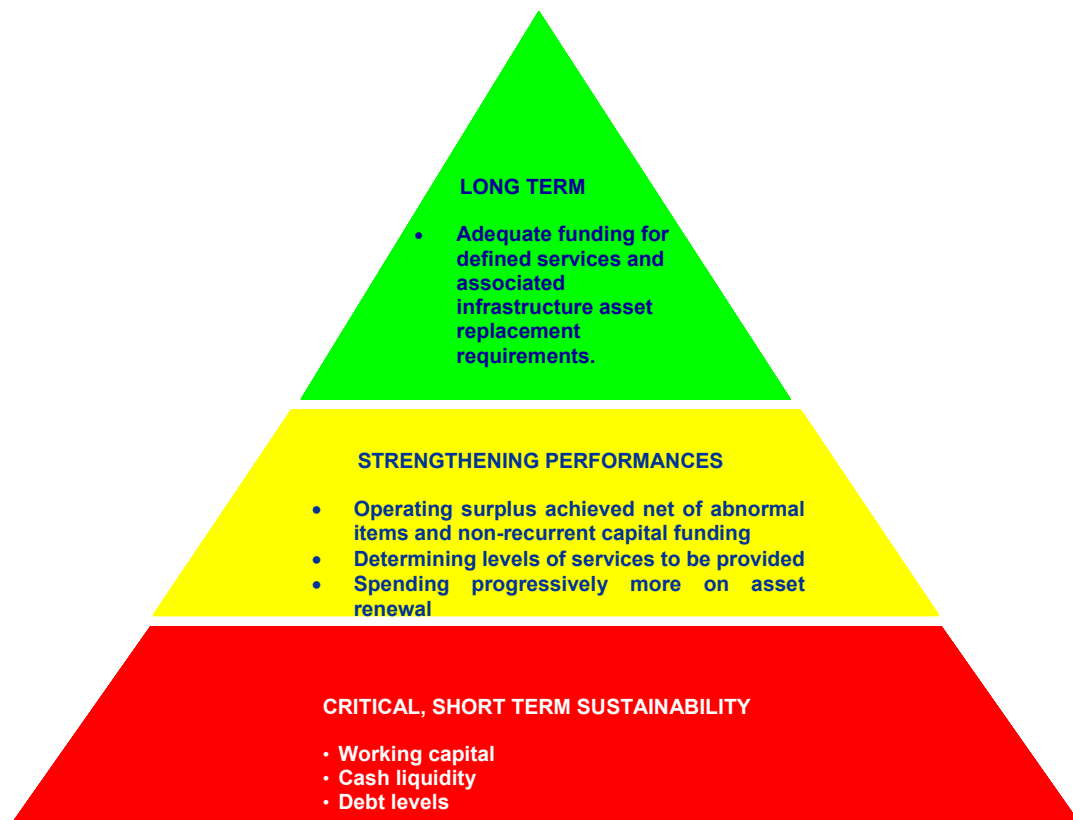 LONG TERM
• Adequate funding for
defined services and
associated
infrastructure asset
replacement
requirements.
STRENGTHENING PERFORMANCES
• Operating surplus achieved net of abnormal
items and non-recurrent capital funding
• Determining levels of services to be provided
• Spending progressively more on asset
renewal
CRITICAL, SHORT TERM SUSTAINABILITY
• Working capital
• Cash liquidity
• Debt levels